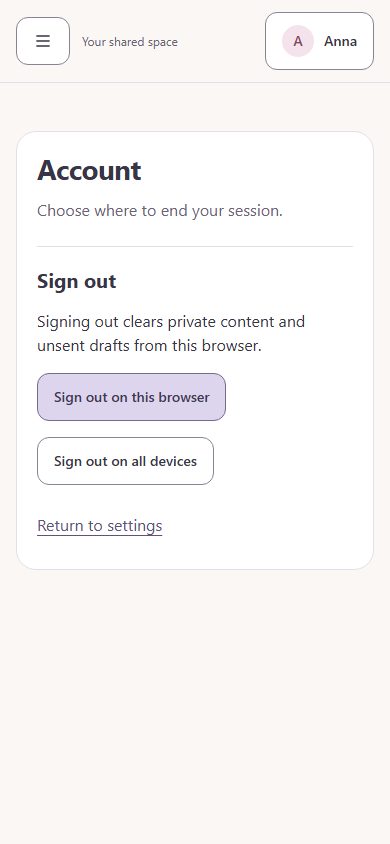 Your shared space
A
Anna
Account
Choose where to end your session.
Sign out
Signing out clears private content and
unsent drafts from this browser.
Sign out on this browser
Sign out on all devices
Return to settings